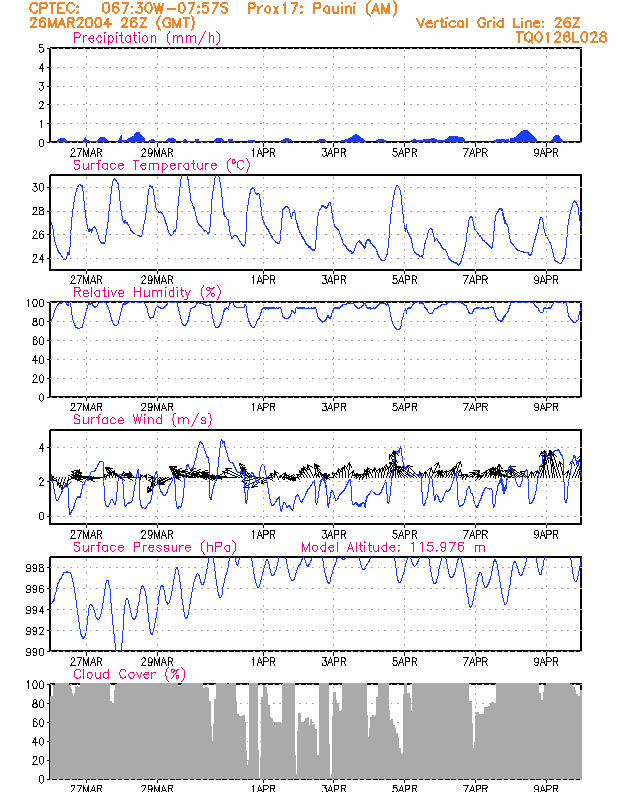 CPTEC: 067:30W-07:57S Prox17: Pauini (AM)
26MAR2004 26Z (GMT) Vertical Grid Line: 26Z
Precipitation (mm/h) TQ0126L028
5
4
3
2
1
0
27MAR 29MAR 1APR 3APR 5APR 7APR 9APR
Surface Temperature (°C)
30
28
26
24
27MAR 29MAR 1APR 3APR 5APR 7APR 9APR
Relative Humidity (%)
100
80
60
40
20
0
27MAR 29MAR 1APR 3APR 5APR 7APR 9APR
Surface Wind (m/s)
4
2
0
27MAR 29MAR 1APR 3APR 5APR 7APR 9APR
Surface Pressure (hPa) Model Altitude: 115.976 m
998
996
994
992
990
27MAR 29MAR 1APR 3APR 5APR 7APR 9APR
Cloud Cover (%)
100
80
60
40
20
0
27MAR 29MAR 1APR 3APR 5APR 7APR 9APR